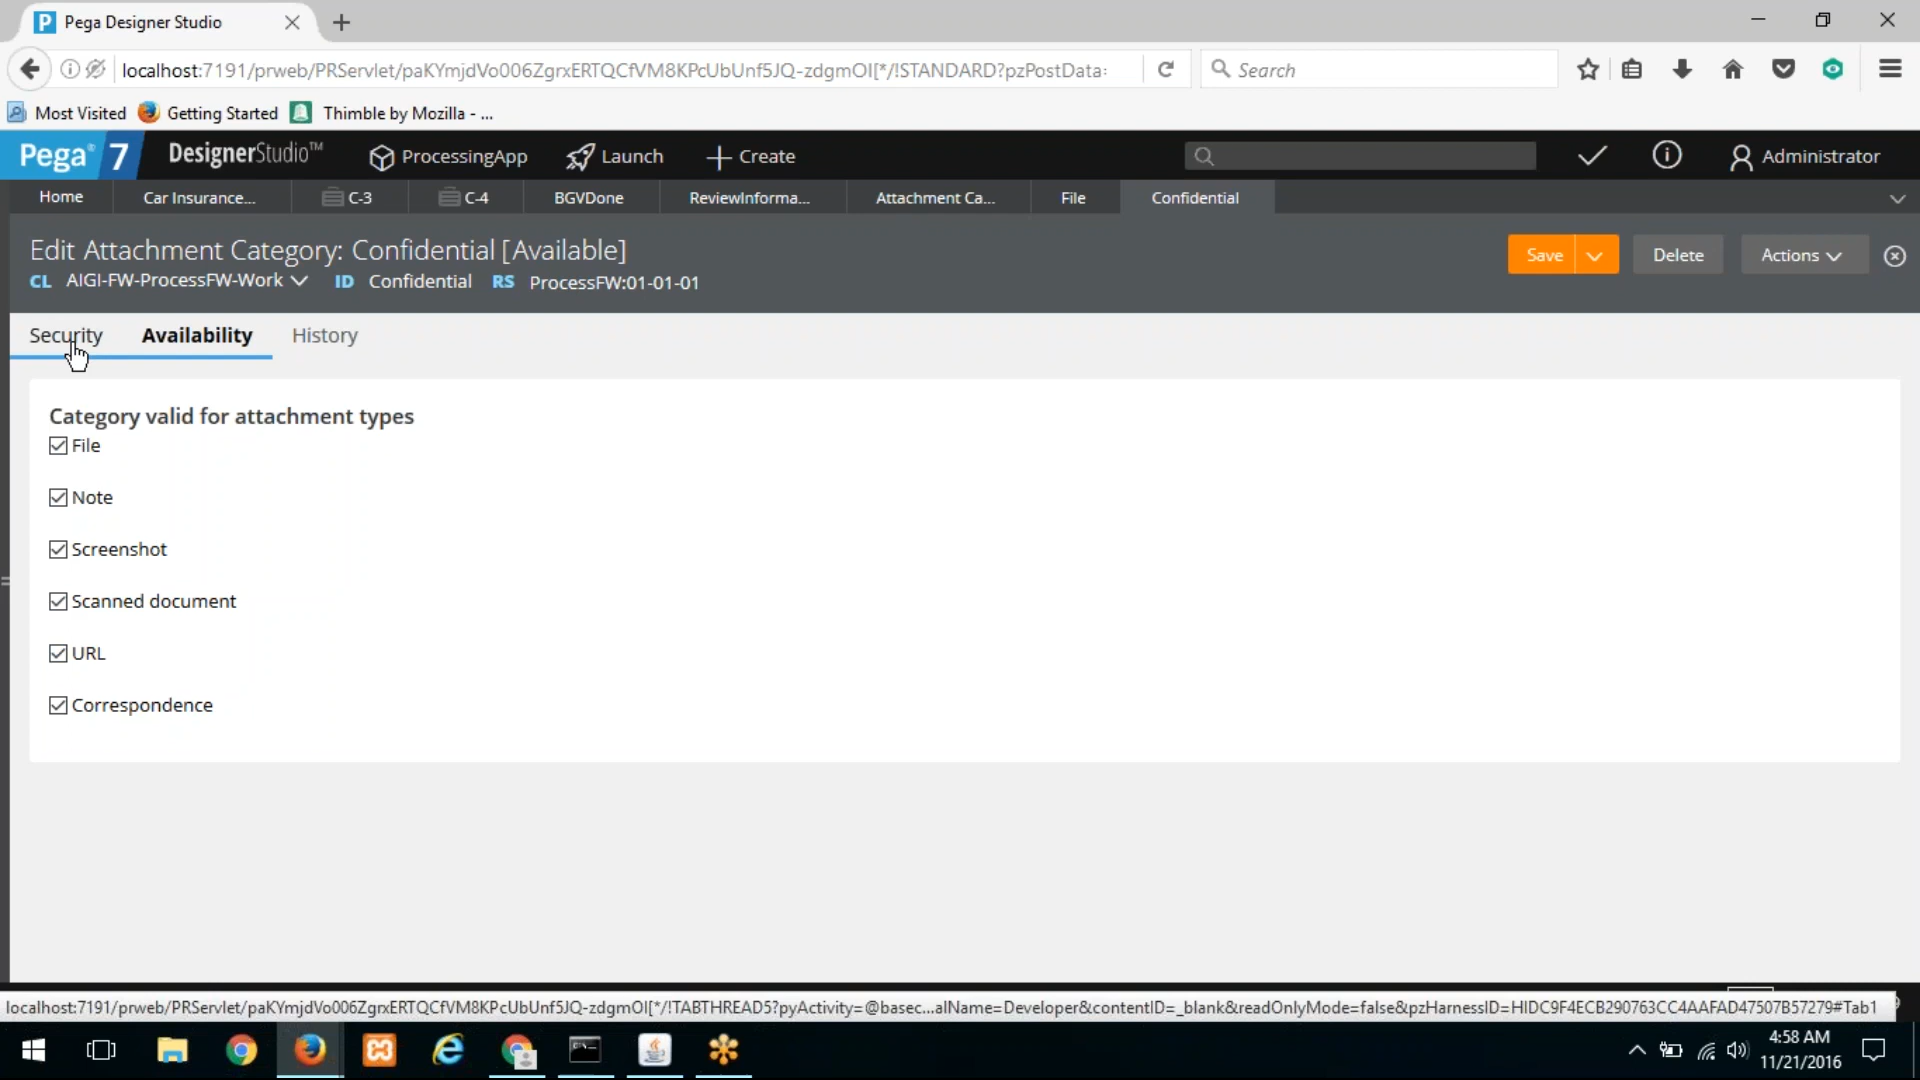 Pega Designer Studio
localhost:7191/prweb/PRServlet/paKYmjdVo006ZgrxERTQCfVM8KPcUbUnf5JQ-zdgmOI[*/!STANDARD?pzPostData:
Search
Most Visited Getting Started Thimble by Mozilla - ...
Pega 7 DesignerStudio™ ProcessingApp Launch Create Administrator
Home Car Insurance... C-3 C-4 BGVDone ReviewInforma... Attachment Ca... File Confidential
Edit Attachment Category: Confidential [Available]
Save Delete Actions
CL AIGI-FW-ProcessFW-Work ID Confidential RS ProcessFW:01-01-01
Security Availability History
Category valid for attachment types
File
Note
Screenshot
Scanned document
URL
Correspondence
localhost:7191/prweb/PRServlet/paKYmjdVo006ZgrxERTQCfVM8KPcUbUnf5JQ-zdgmOI[*/!TABTHREAD5?pyActivity=@basec...alName=Developer&contentID=_blank&readOnlyMode=false&pzHarnessID=HIDC9F4ECB290763CC4AAFAD47507B57279#Tab1
4:58 AM
11/21/2016